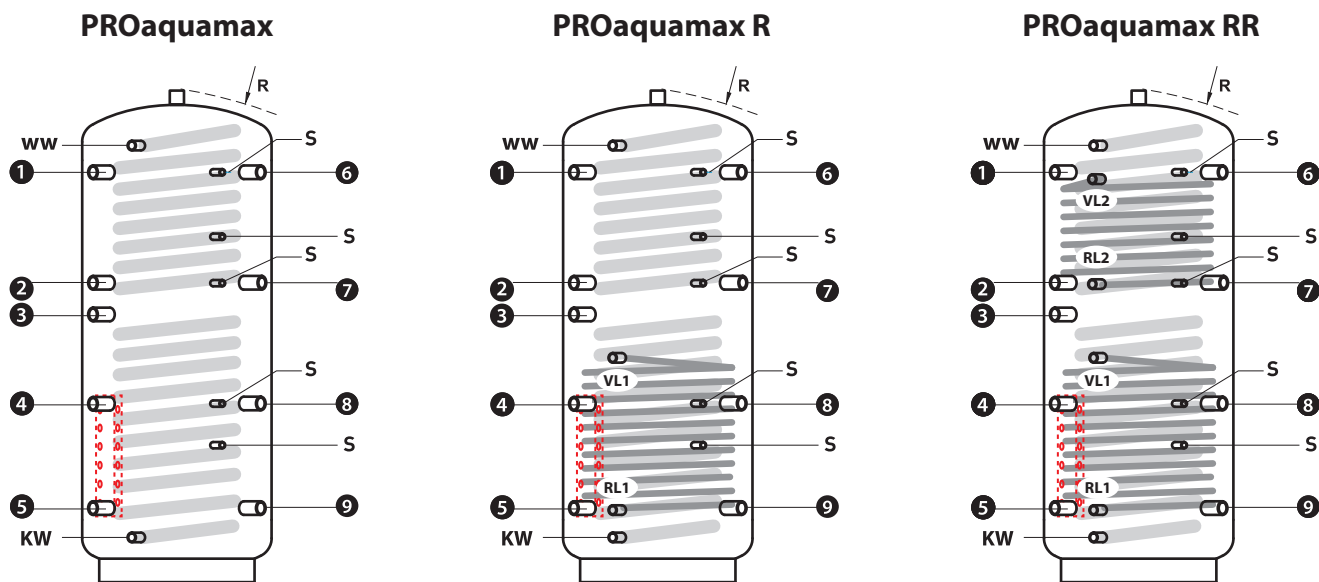 PROaquamax
R
WW
S
1
6
S
S
2
7
3
S
4
8
S
5
9
KW
PROaquamax R
R
WW
S
1
6
S
S
2
7
3
VL1
S
4
8
S
RL1
5
9
KW
PROaquamax RR
R
WW
S
1
6
VL2
S
RL2
S
2
7
3
VL1
S
4
8
S
RL1
5
9
KW